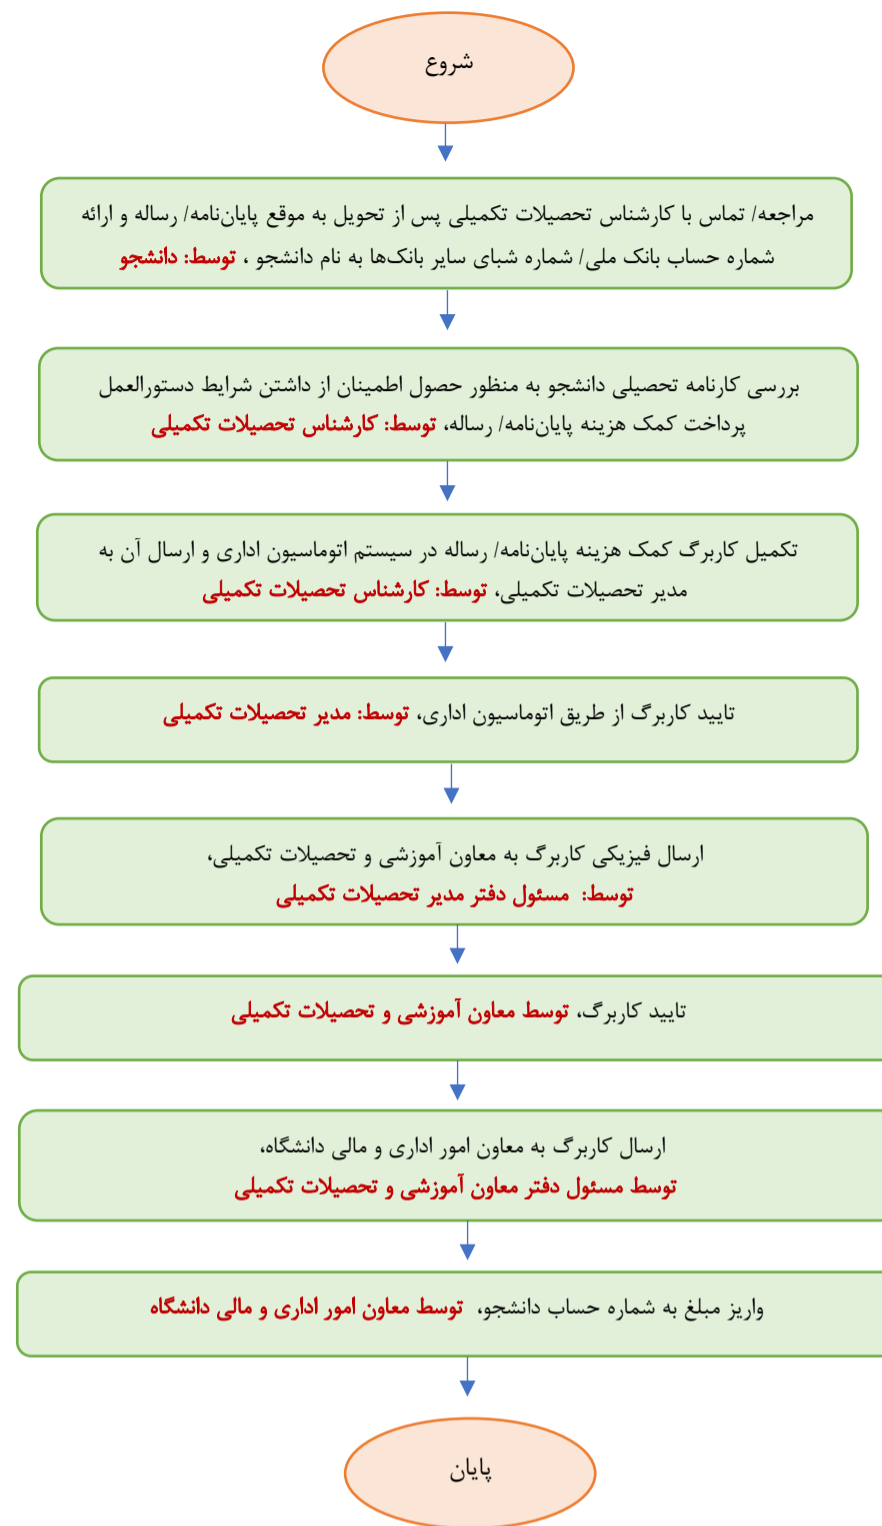 شروع
مراجعه/ تماس با کارشناس تحصیلات تکمیلی پس از تحویل به موقع پایان‌نامه/ رساله و ارائه
شماره حساب بانک ملی/ شماره شبای سایر بانک‌ها به نام دانشجو ، توسط: دانشجو
بررسی کارنامه تحصیلی دانشجو به منظور حصول اطمینان از داشتن شرایط دستورالعمل
پرداخت کمک هزینه پایان‌نامه/ رساله، توسط: کارشناس تحصیلات تکمیلی
تکمیل کاربرگ کمک هزینه پایان‌نامه/ رساله در سیستم اتوماسیون اداری و ارسال آن به
مدیر تحصیلات تکمیلی، توسط: کارشناس تحصیلات تکمیلی
تایید کاربرگ از طریق اتوماسیون اداری، توسط: مدیر تحصیلات تکمیلی
ارسال فیزیکی کاربرگ به معاون آموزشی و تحصیلات تکمیلی،
توسط: مسئول دفتر مدیر تحصیلات تکمیلی
تایید کاربرگ، توسط معاون آموزشی و تحصیلات تکمیلی
ارسال کاربرگ به معاون امور اداری و مالی دانشگاه،
توسط مسئول دفتر معاون آموزشی و تحصیلات تکمیلی
واریز مبلغ به شماره حساب دانشجو، توسط معاون امور اداری و مالی دانشگاه
پایان